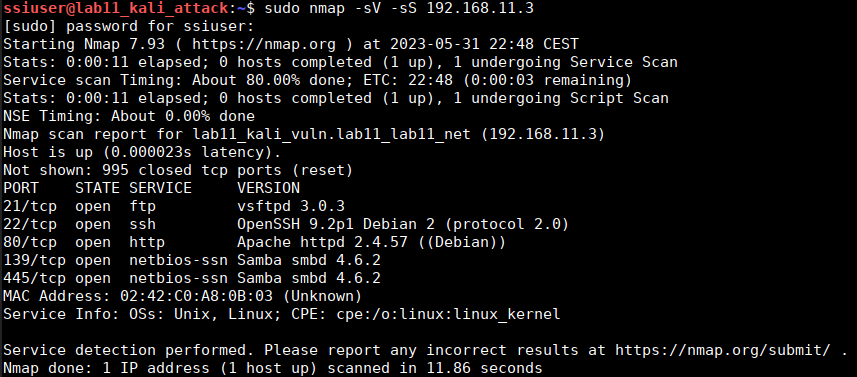 ssiuser@lab11_kali_attack:~$ sudo nmap -sV -sS 192.168.11.3
[sudo] password for ssiuser:
Starting Nmap 7.93 ( https://nmap.org ) at 2023-05-31 22:48 CEST
Stats: 0:00:11 elapsed; 0 hosts completed (1 up), 1 undergoing Service Scan
Service scan Timing: About 80.00% done; ETC: 22:48 (0:00:03 remaining)
Stats: 0:00:11 elapsed; 0 hosts completed (1 up), 1 undergoing Script Scan
NSE Timing: About 0.00% done
Nmap scan report for lab11_kali_vuln.lab11_lab11_net (192.168.11.3)
Host is up (0.000023s latency).
Not shown: 995 closed tcp ports (reset)
PORT    STATE SERVICE     VERSION
21/tcp  open  ftp         vsftpd 3.0.3
22/tcp  open  ssh         OpenSSH 9.2p1 Debian 2 (protocol 2.0)
80/tcp  open  http        Apache httpd 2.4.57 ((Debian))
139/tcp open  netbios-ssn Samba smbd 4.6.2
445/tcp open  netbios-ssn Samba smbd 4.6.2
MAC Address: 02:42:C0:A8:0B:03 (Unknown)
Service Info: OSs: Unix, Linux; CPE: cpe:/o:linux:linux_kernel

Service detection performed. Please report any incorrect results at https://nmap.org/submit/ .
Nmap done: 1 IP address (1 host up) scanned in 11.86 seconds